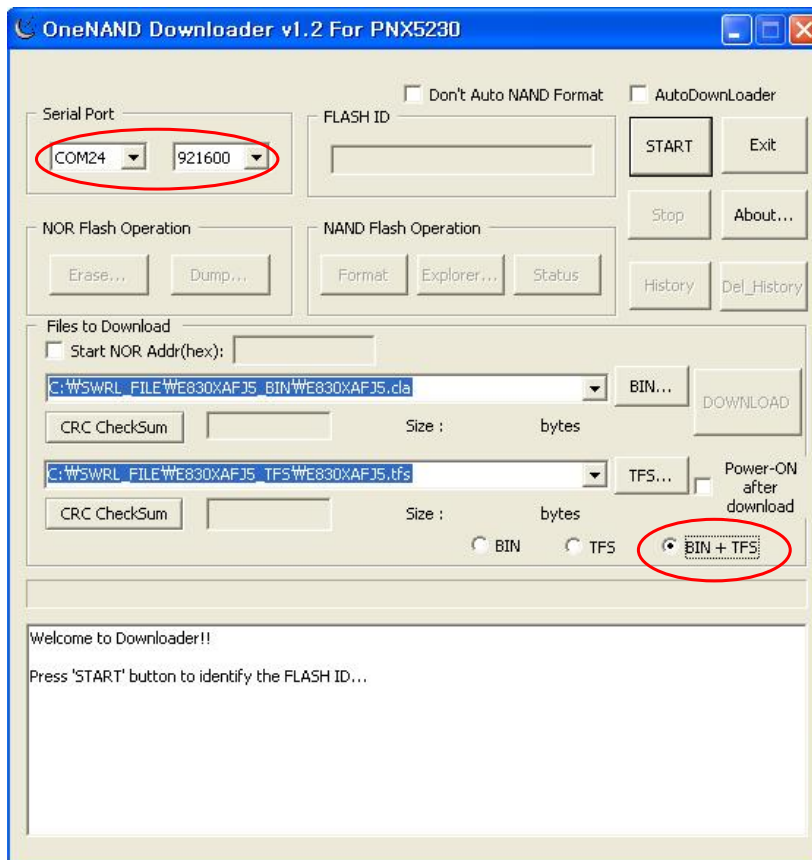 OneNAND Downloader v1.2 For PNX5230
Don't Auto NAND Format
AutoDownLoader
Serial Port
COM24
921600
FLASH ID
START
Exit
Stop
About...
NOR Flash Operation
Erase...
Dump...
NAND Flash Operation
Format
Explorer...
Status
History
Del_History
Files to Download
Start NOR Addr(hex):
C:₩SWRL_FILE₩E830XAFJ5_BIN₩E830XAFJ5.cla
BIN...
DOWNLOAD
CRC CheckSum
Size :
bytes
C:₩SWRL_FILE₩E830XAFJ5_TFS₩E830XAFJ5.tfs
TFS...
Power-ON
after
download
CRC CheckSum
Size :
bytes
BIN
TFS
BIN + TFS
Welcome to Downloader!!
Press 'START' button to identify the FLASH ID...